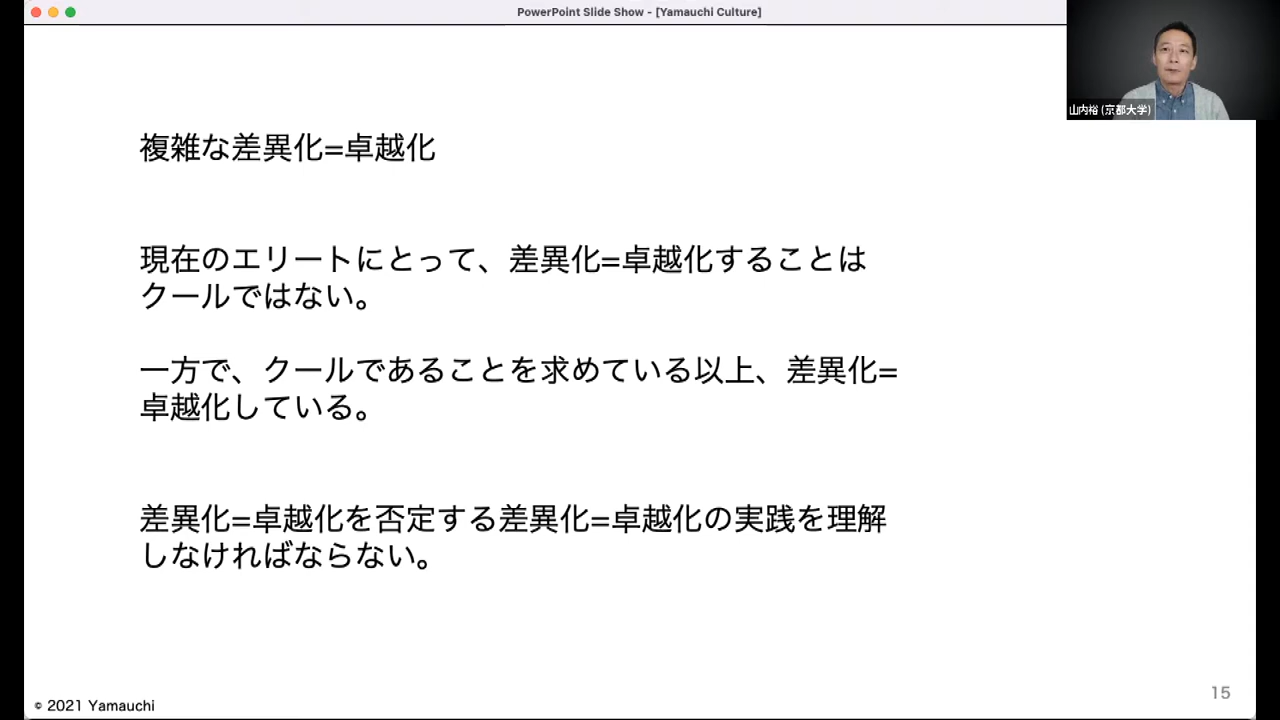 PowerPoint Slide Show - [Yamauchi Culture]
山内裕 (京都大学)
複雑な差異化=卓越化
現在のエリートにとって、差異化=卓越化することは
クールではない。
一方で、クールであることを求めている以上、差異化=
卓越化している。
差異化=卓越化を否定する差異化=卓越化の実践を理解
しなければならない。
15
© 2021 Yamauchi